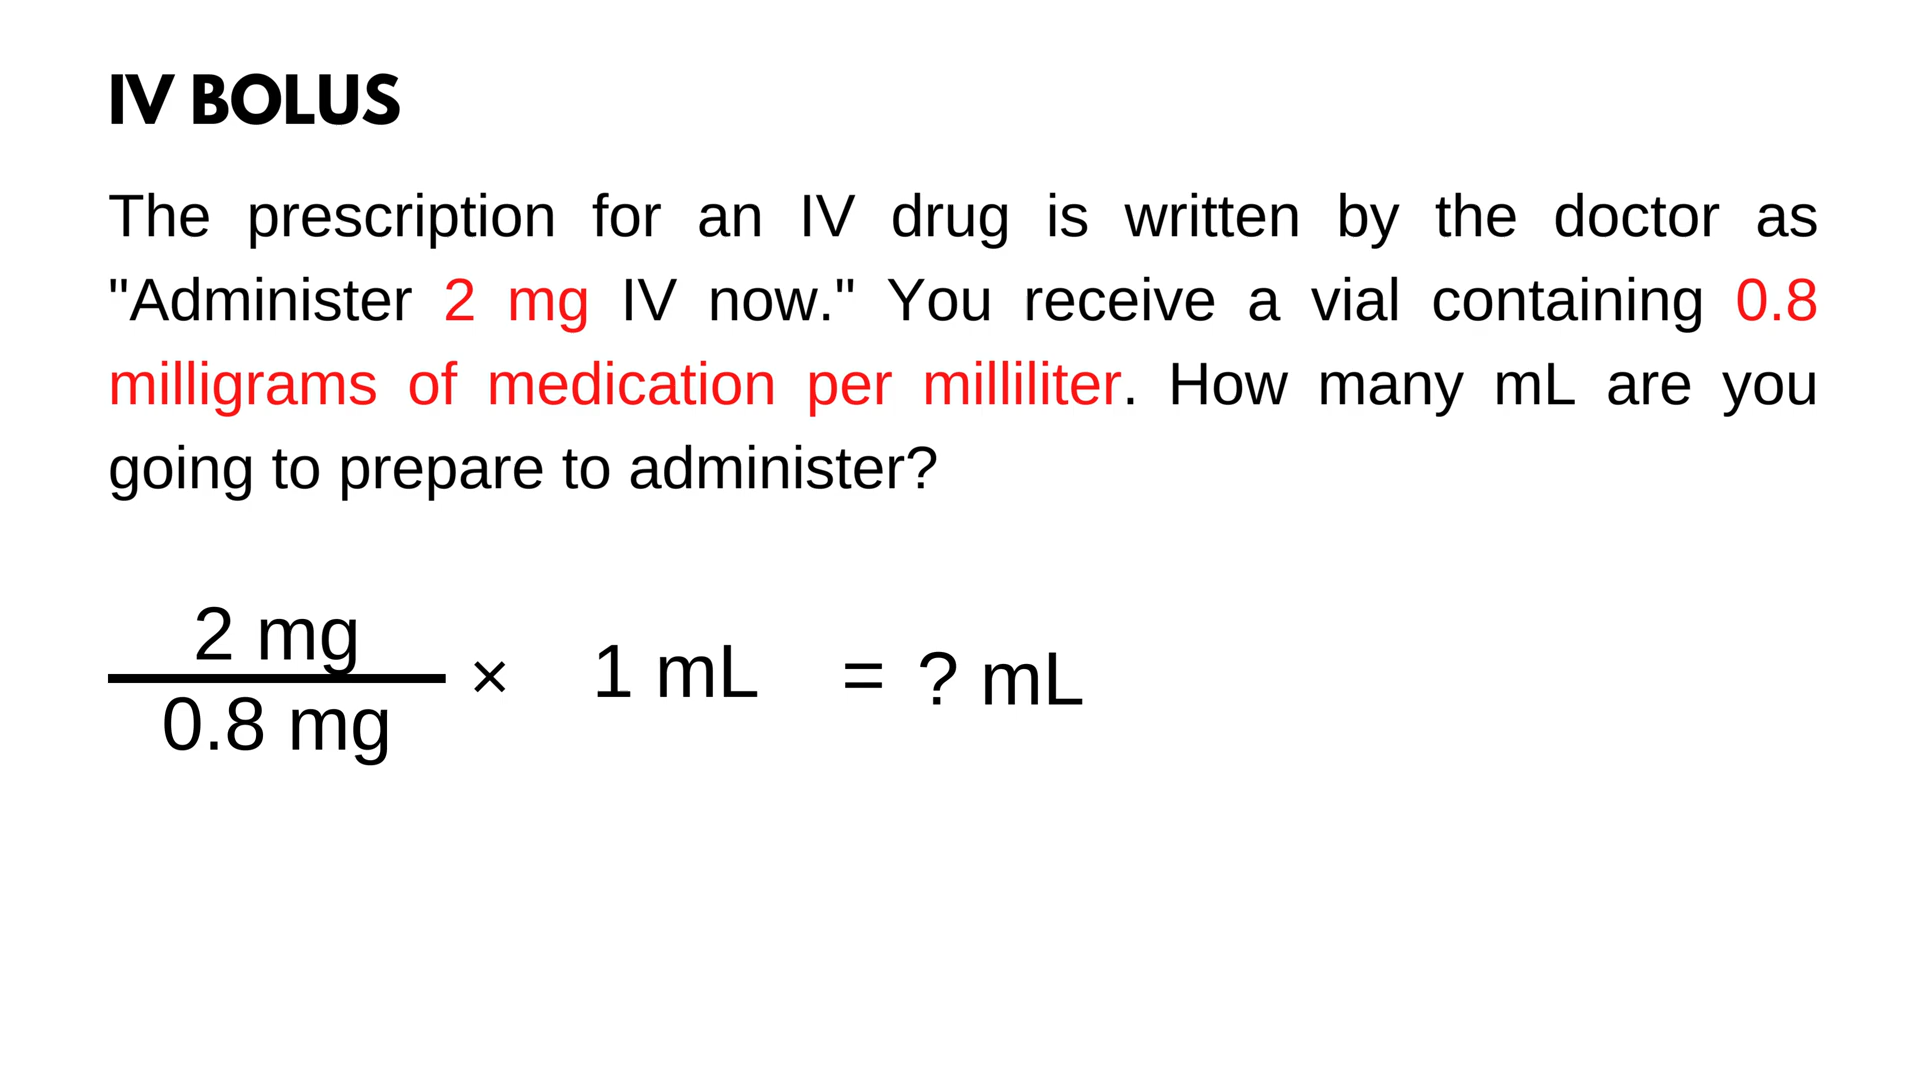 IV BOLUS
The prescription for an IV drug is written by the doctor as
"Administer 2 mg IV now." You receive a vial containing 0.8
milligrams of medication per milliliter. How many mL are you
going to prepare to administer?
2 mg
0.8 mg
× 1 mL = ? mL